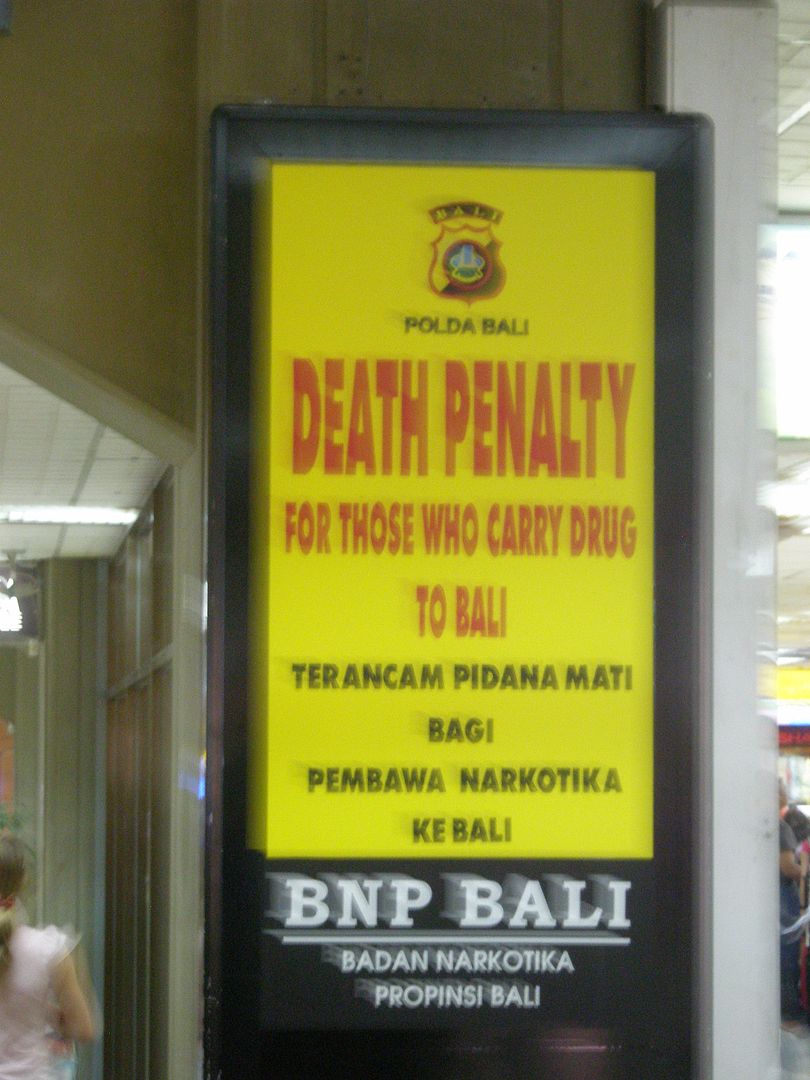 BALI
POLDA BALI
DEATH PENALTY
FOR THOSE WHO CARRY DRUG
TO BALI
TERANCAM PIDANA MATI
BAGI
PEMBAWA NARKOTIKA
KE BALI
BNP BALI
BADAN NARKOTIKA
PROPINSI BALI